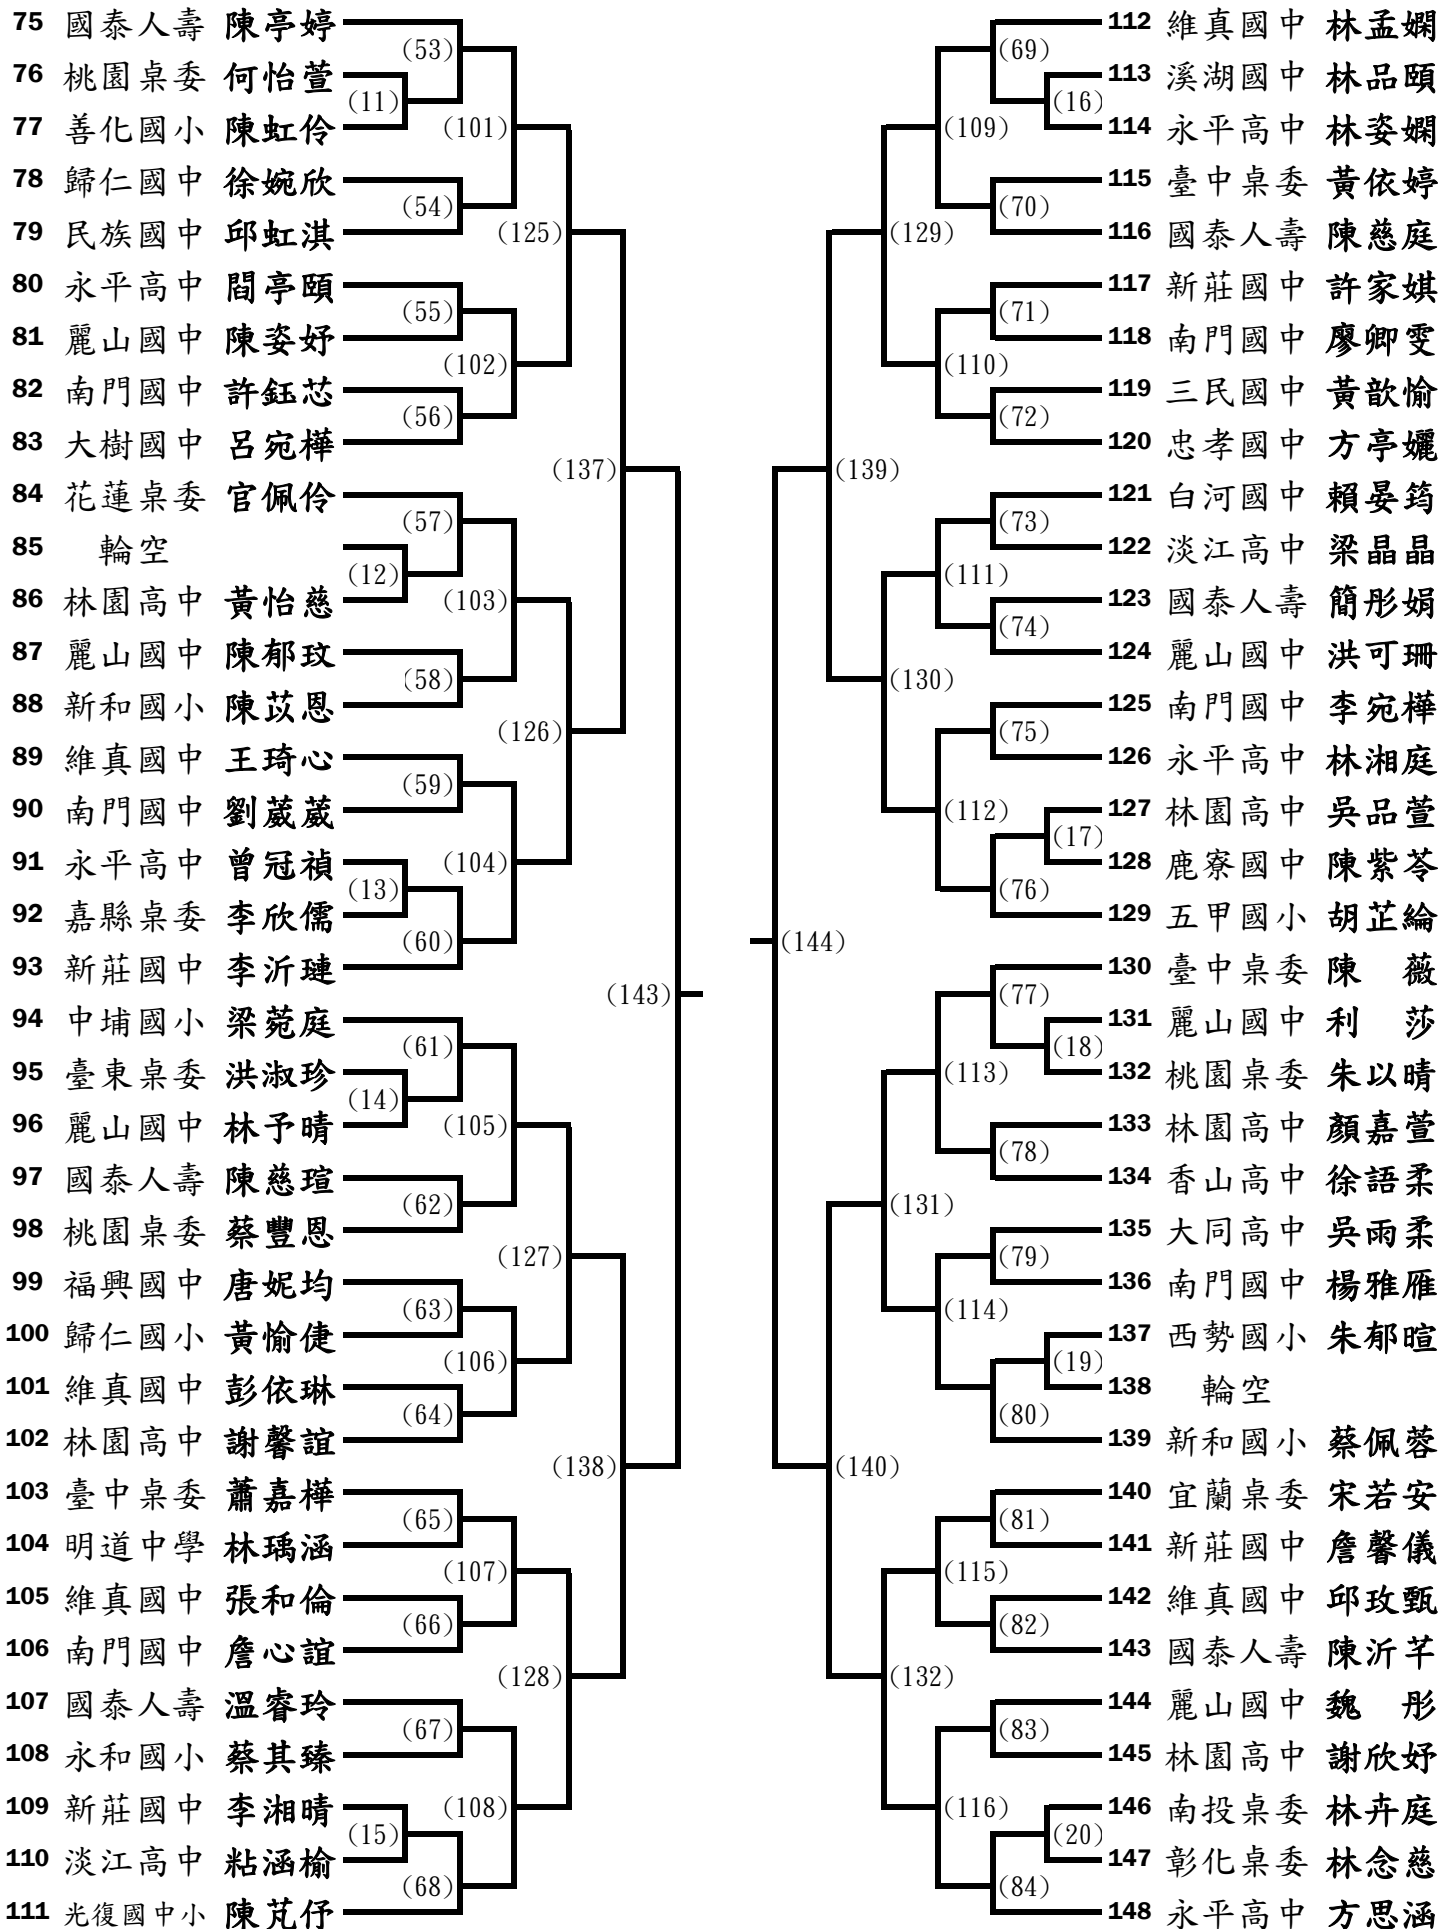 75 國泰人壽 陳亭婷
(53)
76 桃園桌委 何怡萱
(11)
77 善化國小 陳虹伶
(101)
78 歸仁國中 徐婉欣
(54)
79 民族國中 邱虹淇
(125)
80 永平高中 閻亭頤
(55)
81 麗山國中 陳姿妤
(102)
82 南門國中 許鈺芯
(56)
83 大樹國中 呂宛樺
(137)
84 花蓮桌委 官佩伶
(57)
85 輪空
(12)
86 林園高中 黃怡慈
(103)
87 麗山國中 陳郁玟
(58)
88 新和國小 陳苡恩
(126)
89 維真國中 王琦心
(59)
90 南門國中 劉葳葳
91 永平高中 曾冠禎
(104)
(13)
92 嘉縣桌委 李欣儒
(60)
93 新莊國中 李沂璉
(143)
94 中埔國小 梁菀庭
(61)
95 臺東桌委 洪淑珍
(14)
96 麗山國中 林予晴
(105)
97 國泰人壽 陳慈瑄
(62)
98 桃園桌委 蔡豐恩
(127)
99 福興國中 唐妮均
(63)
100 歸仁國小 黃愉倢
(106)
101 維真國中 彭依琳
(64)
102 林園高中 謝馨誼
(138)
103 臺中桌委 蕭嘉樺
(65)
104 明道中學 林瑀涵
(107)
105 維真國中 張和倫
(66)
106 南門國中 詹心誼
(128)
107 國泰人壽 溫睿玲
(67)
108 永和國小 蔡其臻
109 新莊國中 李湘晴
(108)
(15)
110 淡江高中 粘涵榆
(68)
111 光復國中小 陳芃伃
112 維真國中 林孟嫻
(69)
113 溪湖國中 林品頤
(16)
114 永平高中 林姿嫻
(109)
115 臺中桌委 黃依婷
(70)
116 國泰人壽 陳慈庭
(129)
117 新莊國中 許家媜
(71)
118 南門國中 廖卿雯
(110)
119 三民國中 黃歆愉
(72)
120 忠孝國中 方亭孋
(139)
121 白河國中 賴晏筠
(73)
122 淡江高中 梁晶晶
(111)
123 國泰人壽 簡彤娟
(74)
124 麗山國中 洪可珊
(130)
125 南門國中 李宛樺
(75)
126 永平高中 林湘庭
127 林園高中 吳品萱
(112)
(17)
128 鹿寮國中 陳紫苓
(76)
129 五甲國小 胡芷綸
(144)
130 臺中桌委 陳 薇
(77)
131 麗山國中 利 莎
(18)
132 桃園桌委 朱以晴
(113)
133 林園高中 顏嘉萱
(78)
134 香山高中 徐語柔
(131)
135 大同高中 吳雨柔
(79)
136 南門國中 楊雅雁
(114)
137 西勢國小 朱郁暄
(19)
138 輪空
(80)
139 新和國小 蔡佩蓉
(140)
140 宜蘭桌委 宋若安
(81)
141 新莊國中 詹馨儀
(115)
142 維真國中 邱玫甄
(82)
143 國泰人壽 陳沂芊
(132)
144 麗山國中 魏 彤
(83)
145 林園高中 謝欣妤
146 南投桌委 林卉庭
(116)
(20)
147 彰化桌委 林念慈
(84)
148 永平高中 方思涵